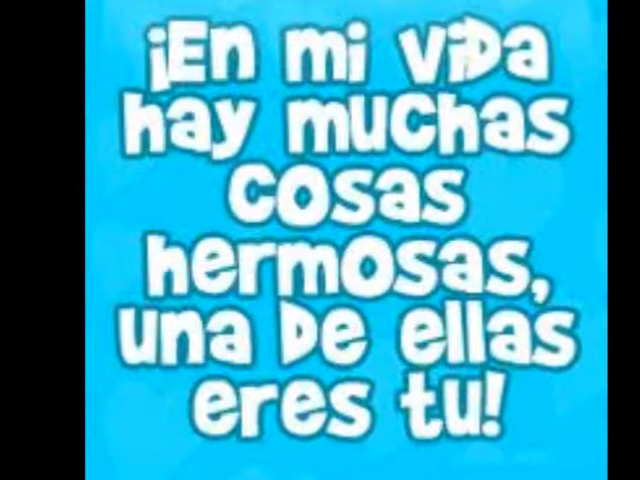 ¡En mi viDa
hay muchas
cosas
hermosas,
una De ellas
eres tu!